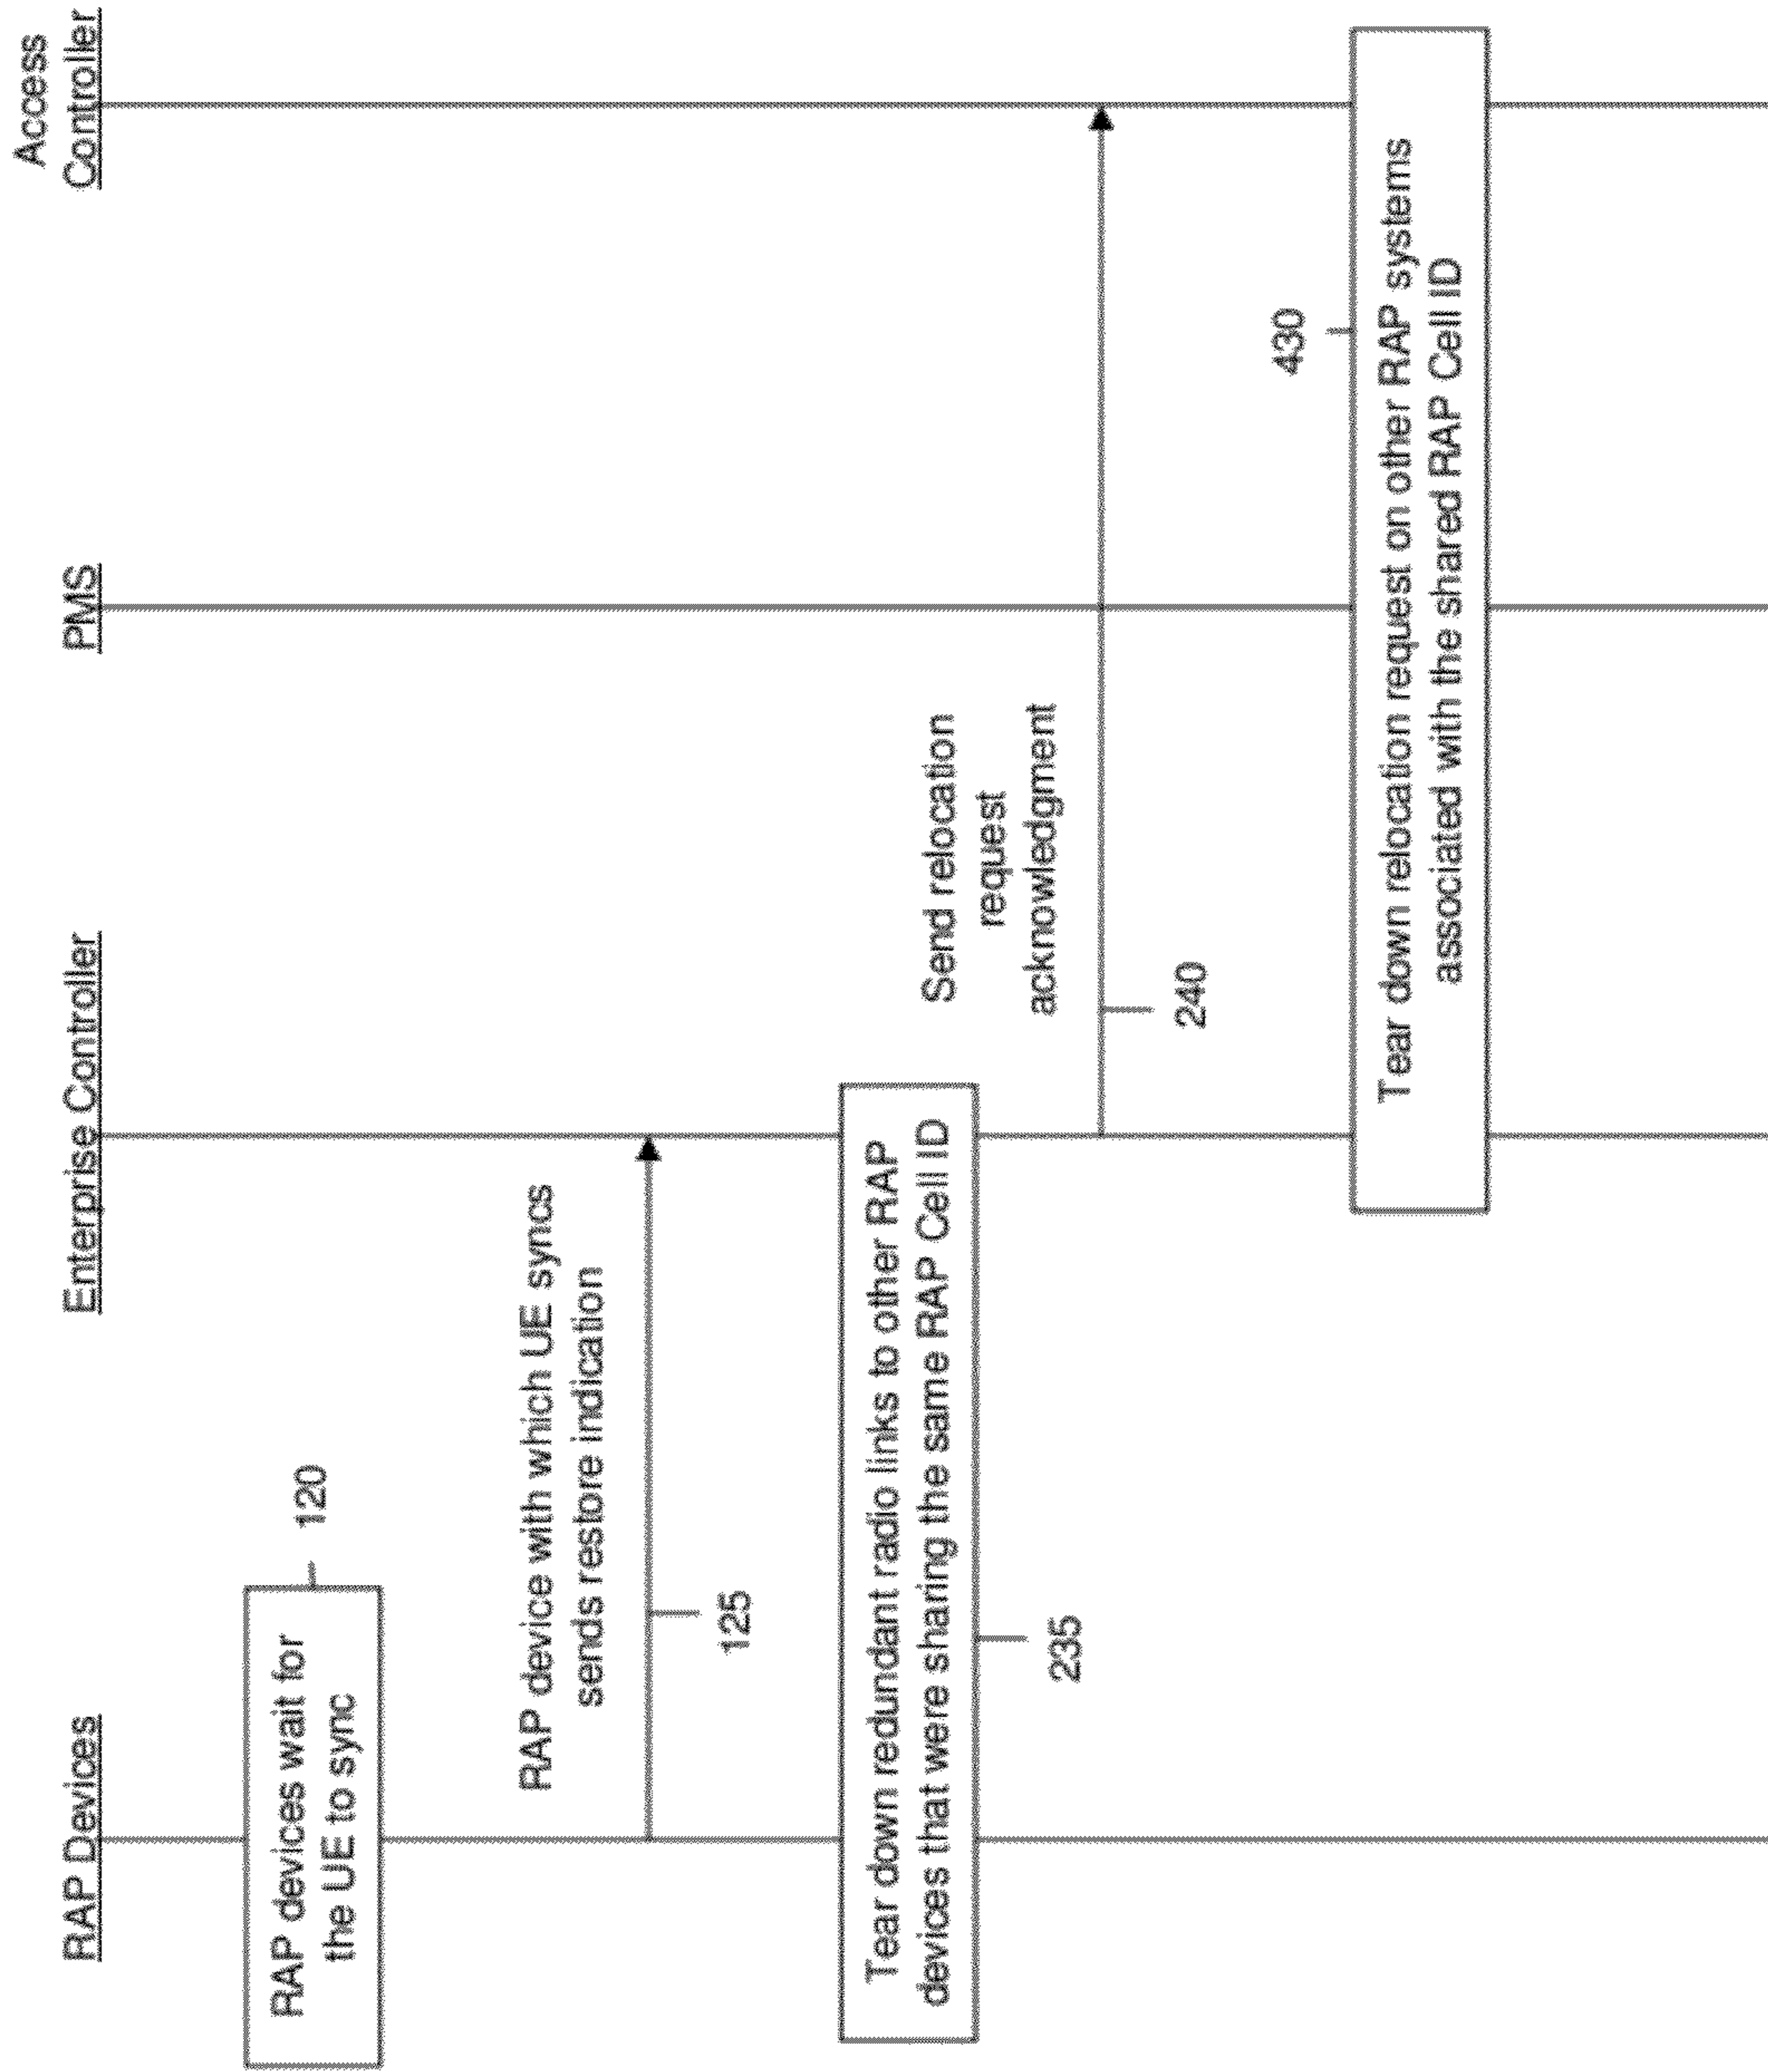 RAP Devices
Enterprise Controller
PMS
Access
Controller
RAP devices wait for
the UE to sync
120
RAP device with which UE syncs
sends restore indication
125
Tear down redundant radio links to other RAP
devices that were sharing the same RAP Cell ID
235
Send relocation
request
acknowledgment
240
430
Tear down relocation request on other RAP systems
associated with the shared RAP Cell ID